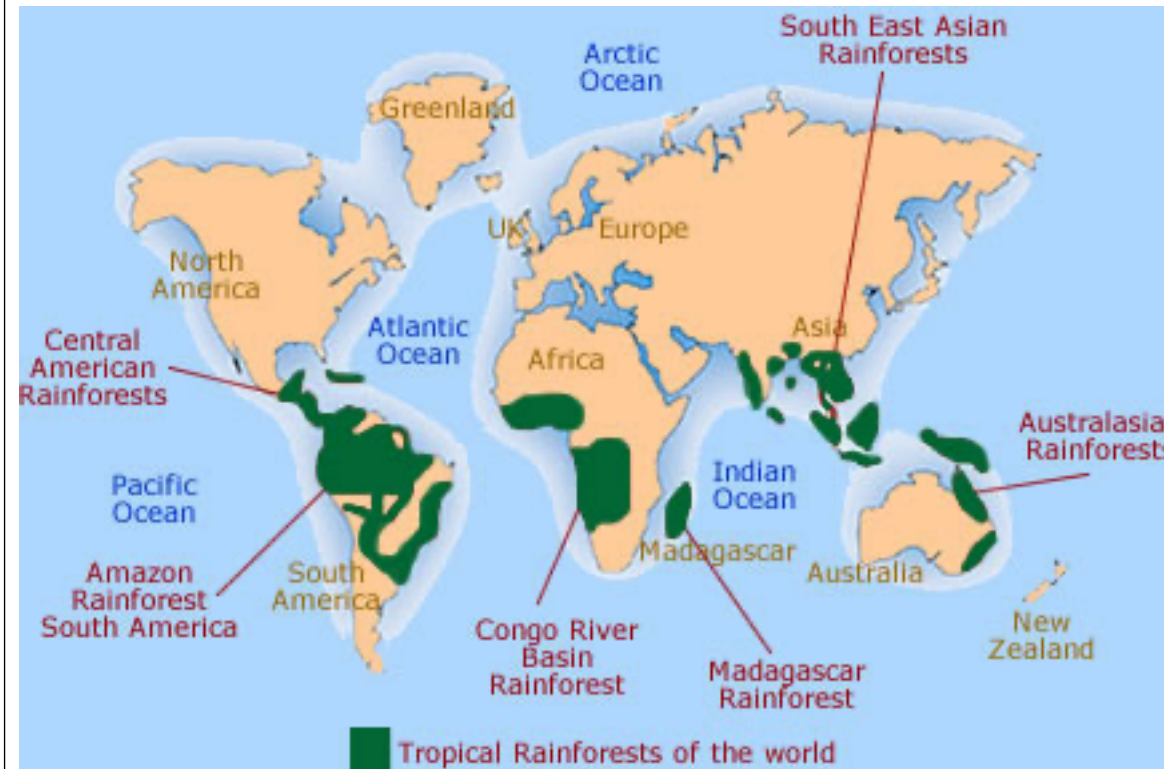 South East Asian
Rainforests
Arctic
Ocean
Greenland
UK
Europe
North
America
Atlantic
Ocean
Asia
Africa
Central
American
Rainforests
Australasia
Rainforests
Pacific
Ocean
Indian
Ocean
Madagascar
Australia
Amazon
Rainforest
South America
South
America
Congo River
Basin
Rainforest
Madagascar
Rainforest
New
Zealand
Tropical Rainforests of the world